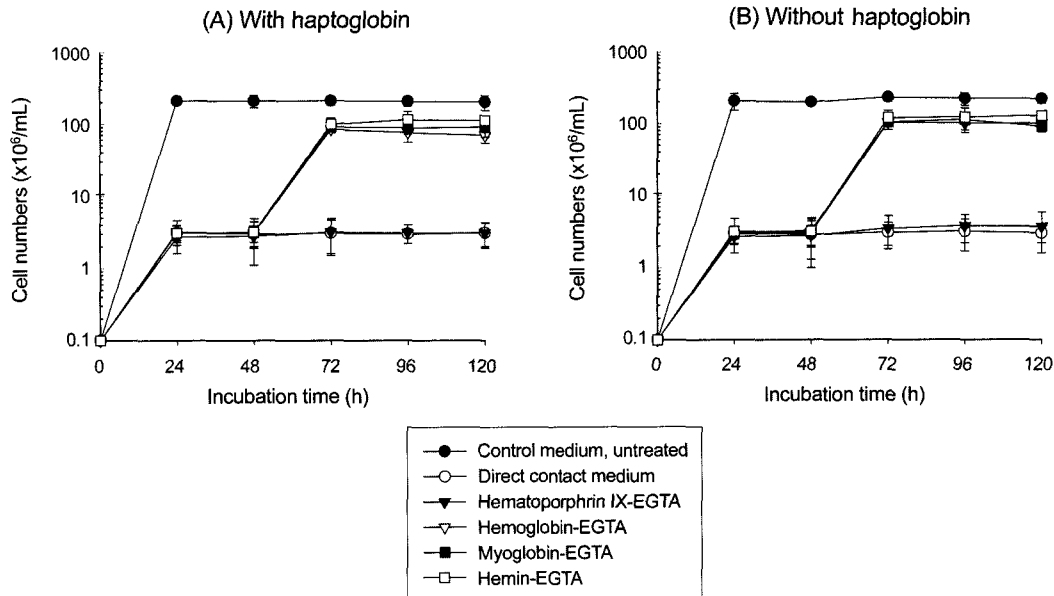 (A) With haptoglobin
(B) Without haptoglobin
1000
100
10
1
0.1
Cell numbers (x10⁶/mL)
0 24 48 72 96 120
Incubation time (h)
1000
100
10
1
0.1
Cell numbers (x10⁶/mL)
0 24 48 72 96 120
Incubation time (h)
Control medium, untreated
Direct contact medium
Hematoporphrin IX-EGTA
Hemoglobin-EGTA
Myoglobin-EGTA
Hemin-EGTA